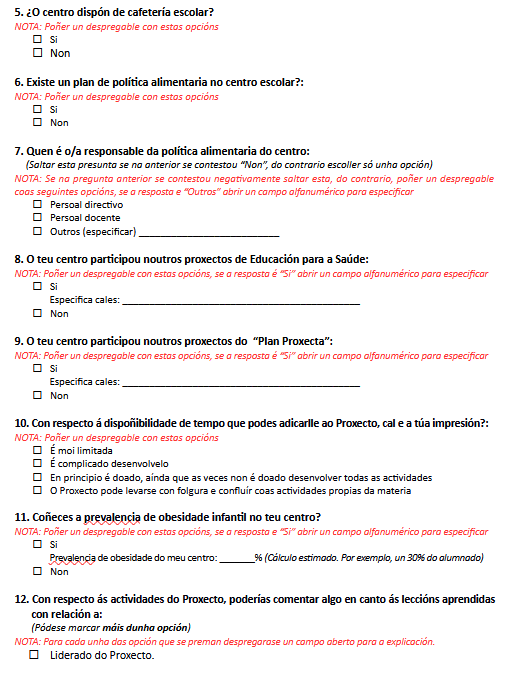 5. ¿O centro dispón de cafetería escolar?
NOTA: Poñer un despregable con estas opcións
☐ Si
☐ Non
6. Existe un plan de política alimentaria no centro escolar?:
NOTA: Poñer un despregable con estas opcións
☐ Si
☐ Non
7. Quen é o/a responsable da política alimentaria do centro:
(Saltar esta presunta se na anterior se contestou "Non", do contrario escoller só unha opción)
NOTA: Se na pregunta anterior se contestou negativamente saltar esta, do contrario, poñer un despregable
coas seguintes opcións, se a resposta e "Outros" abrir un campo alfanumérico para especificar
☐ Persoal directivo
☐ Persoal docente
☐ Outros (especificar) ____________________________
8. O teu centro participou noutros proxectos de Educación para a Saúde:
NOTA: Poñer un despregable con estas opcións, se a resposta é "Si" abrir un campo alfanumérico para especificar
☐ Si
Especifica cales: ________________________________________________
☐ Non
9. O teu centro participou noutros proxectos do "Plan Proxecta":
NOTA: Poñer un despregable con estas opcións, se a resposta é "Si" abrir un campo alfanumérico para especificar
☐ Si
Especifica cales: ________________________________________________
☐ Non
10. Con respecto á dispoñibilidade de tempo que podes adicarlle ao Proxecto, cal e a túa impresión?:
NOTA: Poñer un despregable con estas opcións
☐ É moi limitada
☐ É complicado desenvolvelo
☐ En principio é doado, aínda que as veces non é doado desenvolver todas as actividades
☐ O Proxecto pode levarse con folgura e confluír coas actividades propias da materia
11. Coñeces a prevalencia de obesidade infantil no teu centro?
NOTA: Poñer un despregable con estas opcións, se a resposta e "Si" abrir un campo alfanumérico para especificar
☐ Si
Prevalencia de obesidade do meu centro: _______% (Cálculo estimado. Por exemplo, un 30% do alumnado)
☐ Non
12. Con respecto ás actividades do Proxecto, poderías comentar algo en canto ás leccións aprendidas
con relación a:
(Pódese marcar máis dunha opción)
NOTA: Para cada unha das opción que se preman despregarase un campo aberto para a explicación.
☐ Liderado do Proxecto.